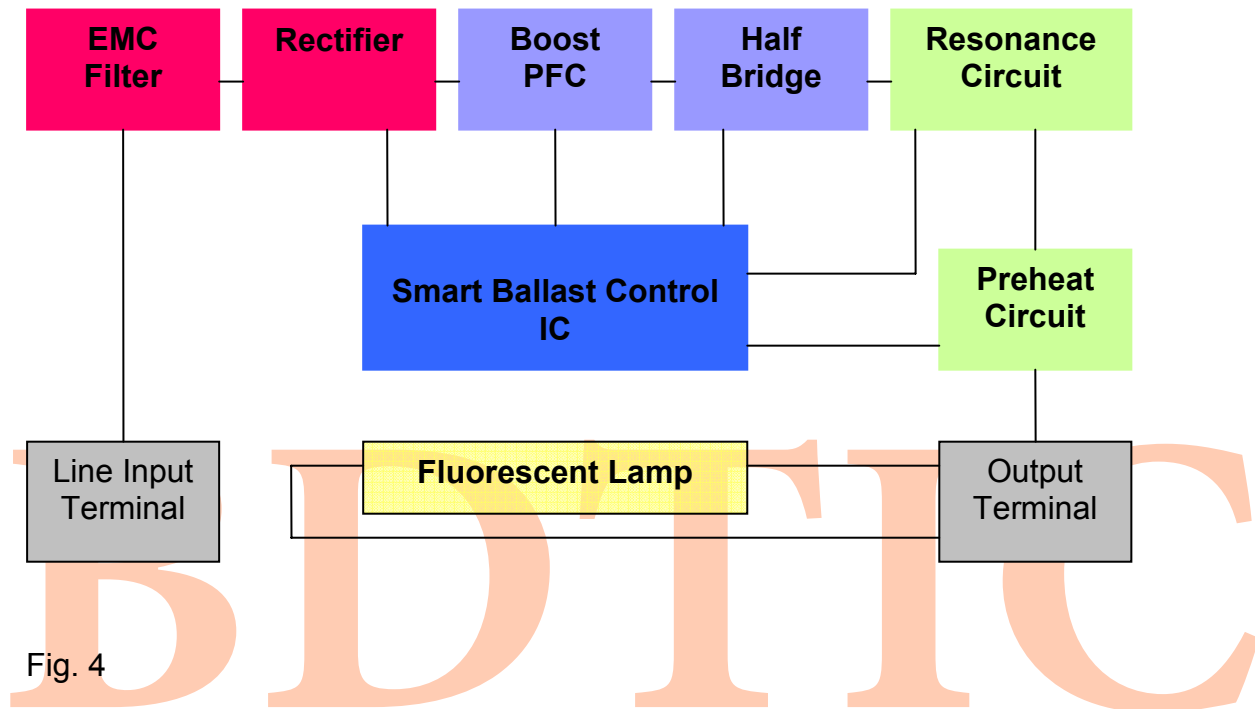 EMC
Filter
Rectifier
Boost
PFC
Half
Bridge
Resonance
Circuit
Smart Ballast Control
IC
Preheat
Circuit
Line Input
Terminal
Fluorescent Lamp
Output
Terminal
BDTIC
Fig. 4